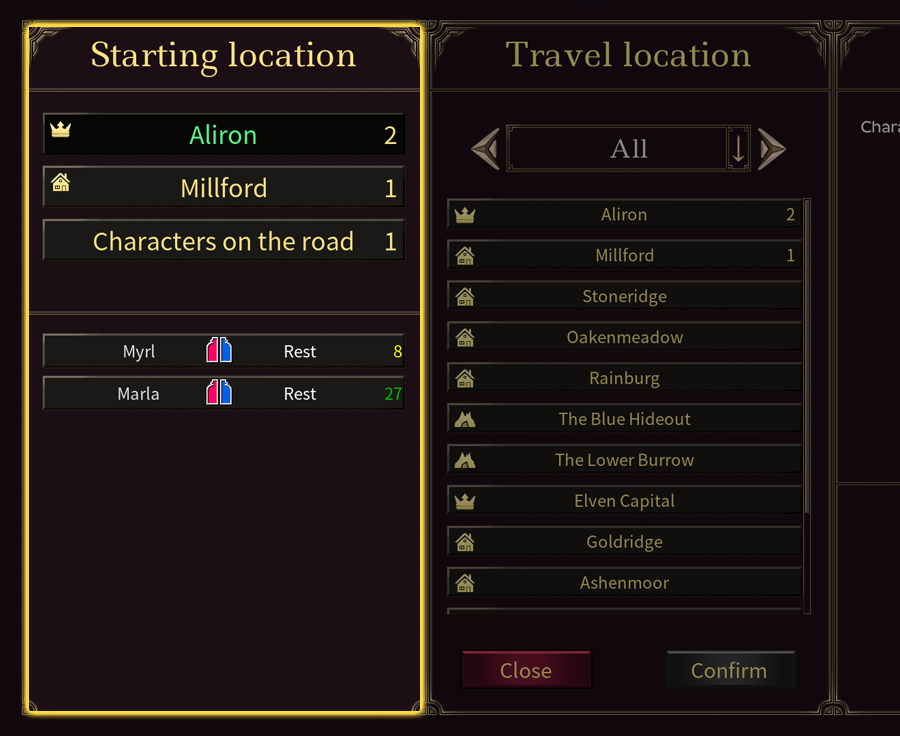 Starting location
Aliron 2
Millford 1
Characters on the road 1
Myrl Rest 8
Marla Rest 27
Travel location
All
Aliron 2
Millford 1
Stoneridge
Oakenmeadow
Rainburg
The Blue Hideout
The Lower Burrow
Elven Capital
Goldridge
Ashenmoor
Close Confirm